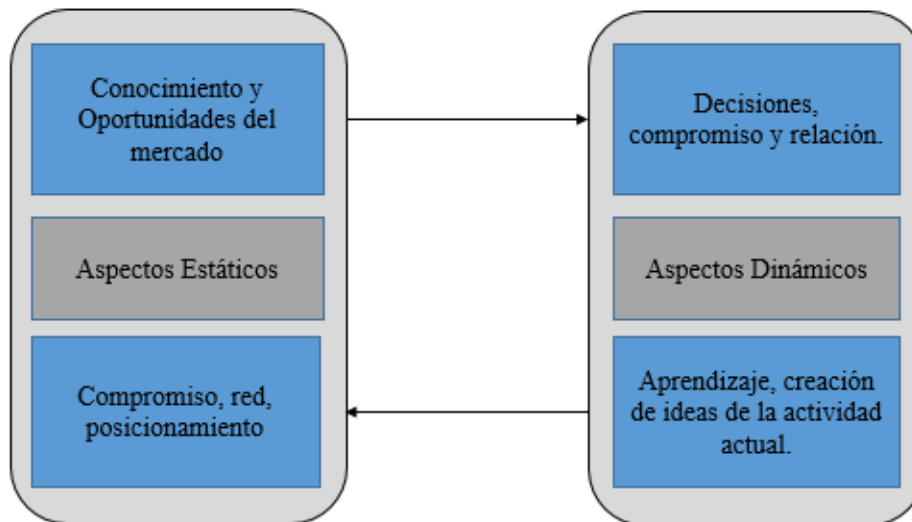 Conocimiento y
Oportunidades del
mercado
Aspectos Estáticos
Compromiso, red,
posicionamiento
Decisiones,
compromiso y relación.
Aspectos Dinámicos
Aprendizaje, creación
de ideas de la actividad
actual.